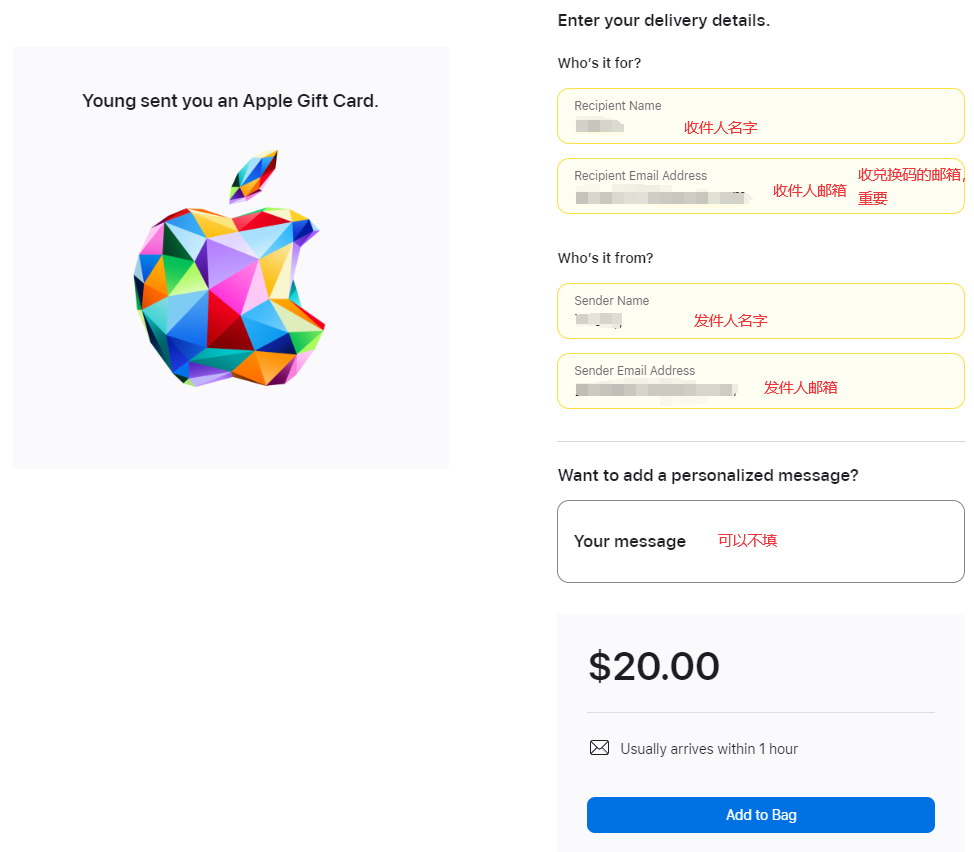 Young sent you an Apple Gift Card.
Enter your delivery details.
Who's it for?
Recipient Name
收件人名字
Recipient Email Address
收件人邮箱
收兑换码的邮箱,
重要
Who's it from?
Sender Name
发件人名字
Sender Email Address
发件人邮箱
Want to add a personalized message?
Your message
可以不填
$20.00
Usually arrives within 1 hour
Add to Bag